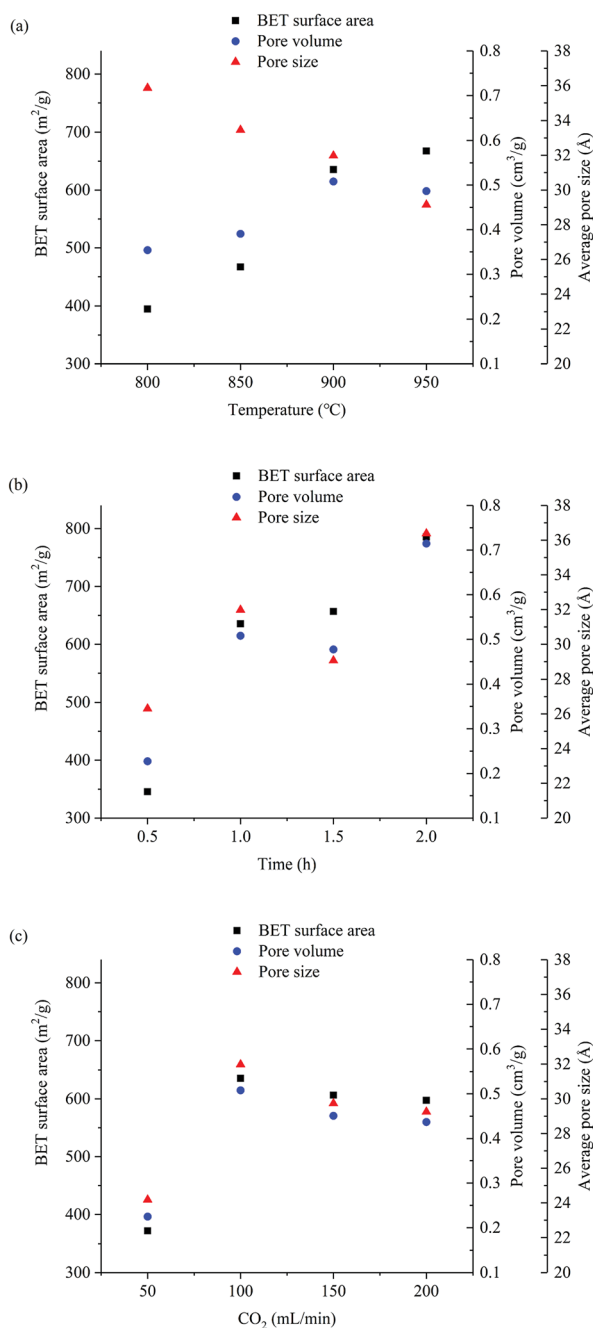 (a)
BET surface area
Pore volume
Pore size
800
700
600
500
400
300
BET surface area (m²/g)
0.8
0.7
0.6
0.5
0.4
0.3
0.2
0.1
Pore volume (cm³/g)
38
36
34
32
30
28
26
24
22
20
Average pore size (Å)
800 850 900 950
Temperature (°C)
(b)
BET surface area
Pore volume
Pore size
800
700
600
500
400
300
BET surface area (m²/g)
0.8
0.7
0.6
0.5
0.4
0.3
0.2
0.1
Pore volume (cm³/g)
38
36
34
32
30
28
26
24
22
20
Average pore size (Å)
0.5 1.0 1.5 2.0
Time (h)
(c)
BET surface area
Pore volume
Pore size
800
700
600
500
400
300
BET surface area (m²/g)
0.8
0.7
0.6
0.5
0.4
0.3
0.2
0.1
Pore volume (cm³/g)
38
36
34
32
30
28
26
24
22
20
Average pore size (Å)
50 100 150 200
CO₂ (mL/min)